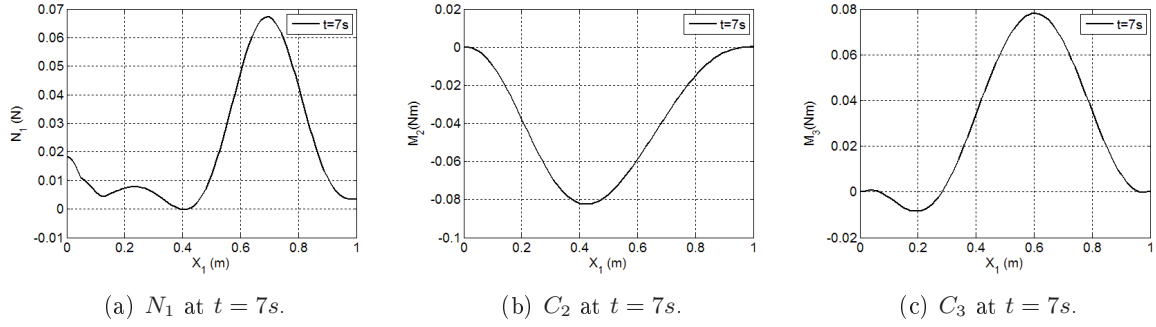 0.07
0.06
0.05
0.04
0.03
0.02
0.01
0
-0.01
N₁ (N)
0 0.2 0.4 0.6 0.8 1
X₁ (m)
t=7s
0.02
0
-0.02
-0.04
-0.06
-0.08
-0.1
M₂(Nm)
0 0.2 0.4 0.6 0.8 1
X₁ (m)
t=7s
0.08
0.06
0.04
0.02
0
-0.02
M₃(Nm)
0 0.2 0.4 0.6 0.8 1
X₁ (m)
t=7s
(a) N₁ at t = 7s.
(b) C₂ at t = 7s.
(c) C₃ at t = 7s.